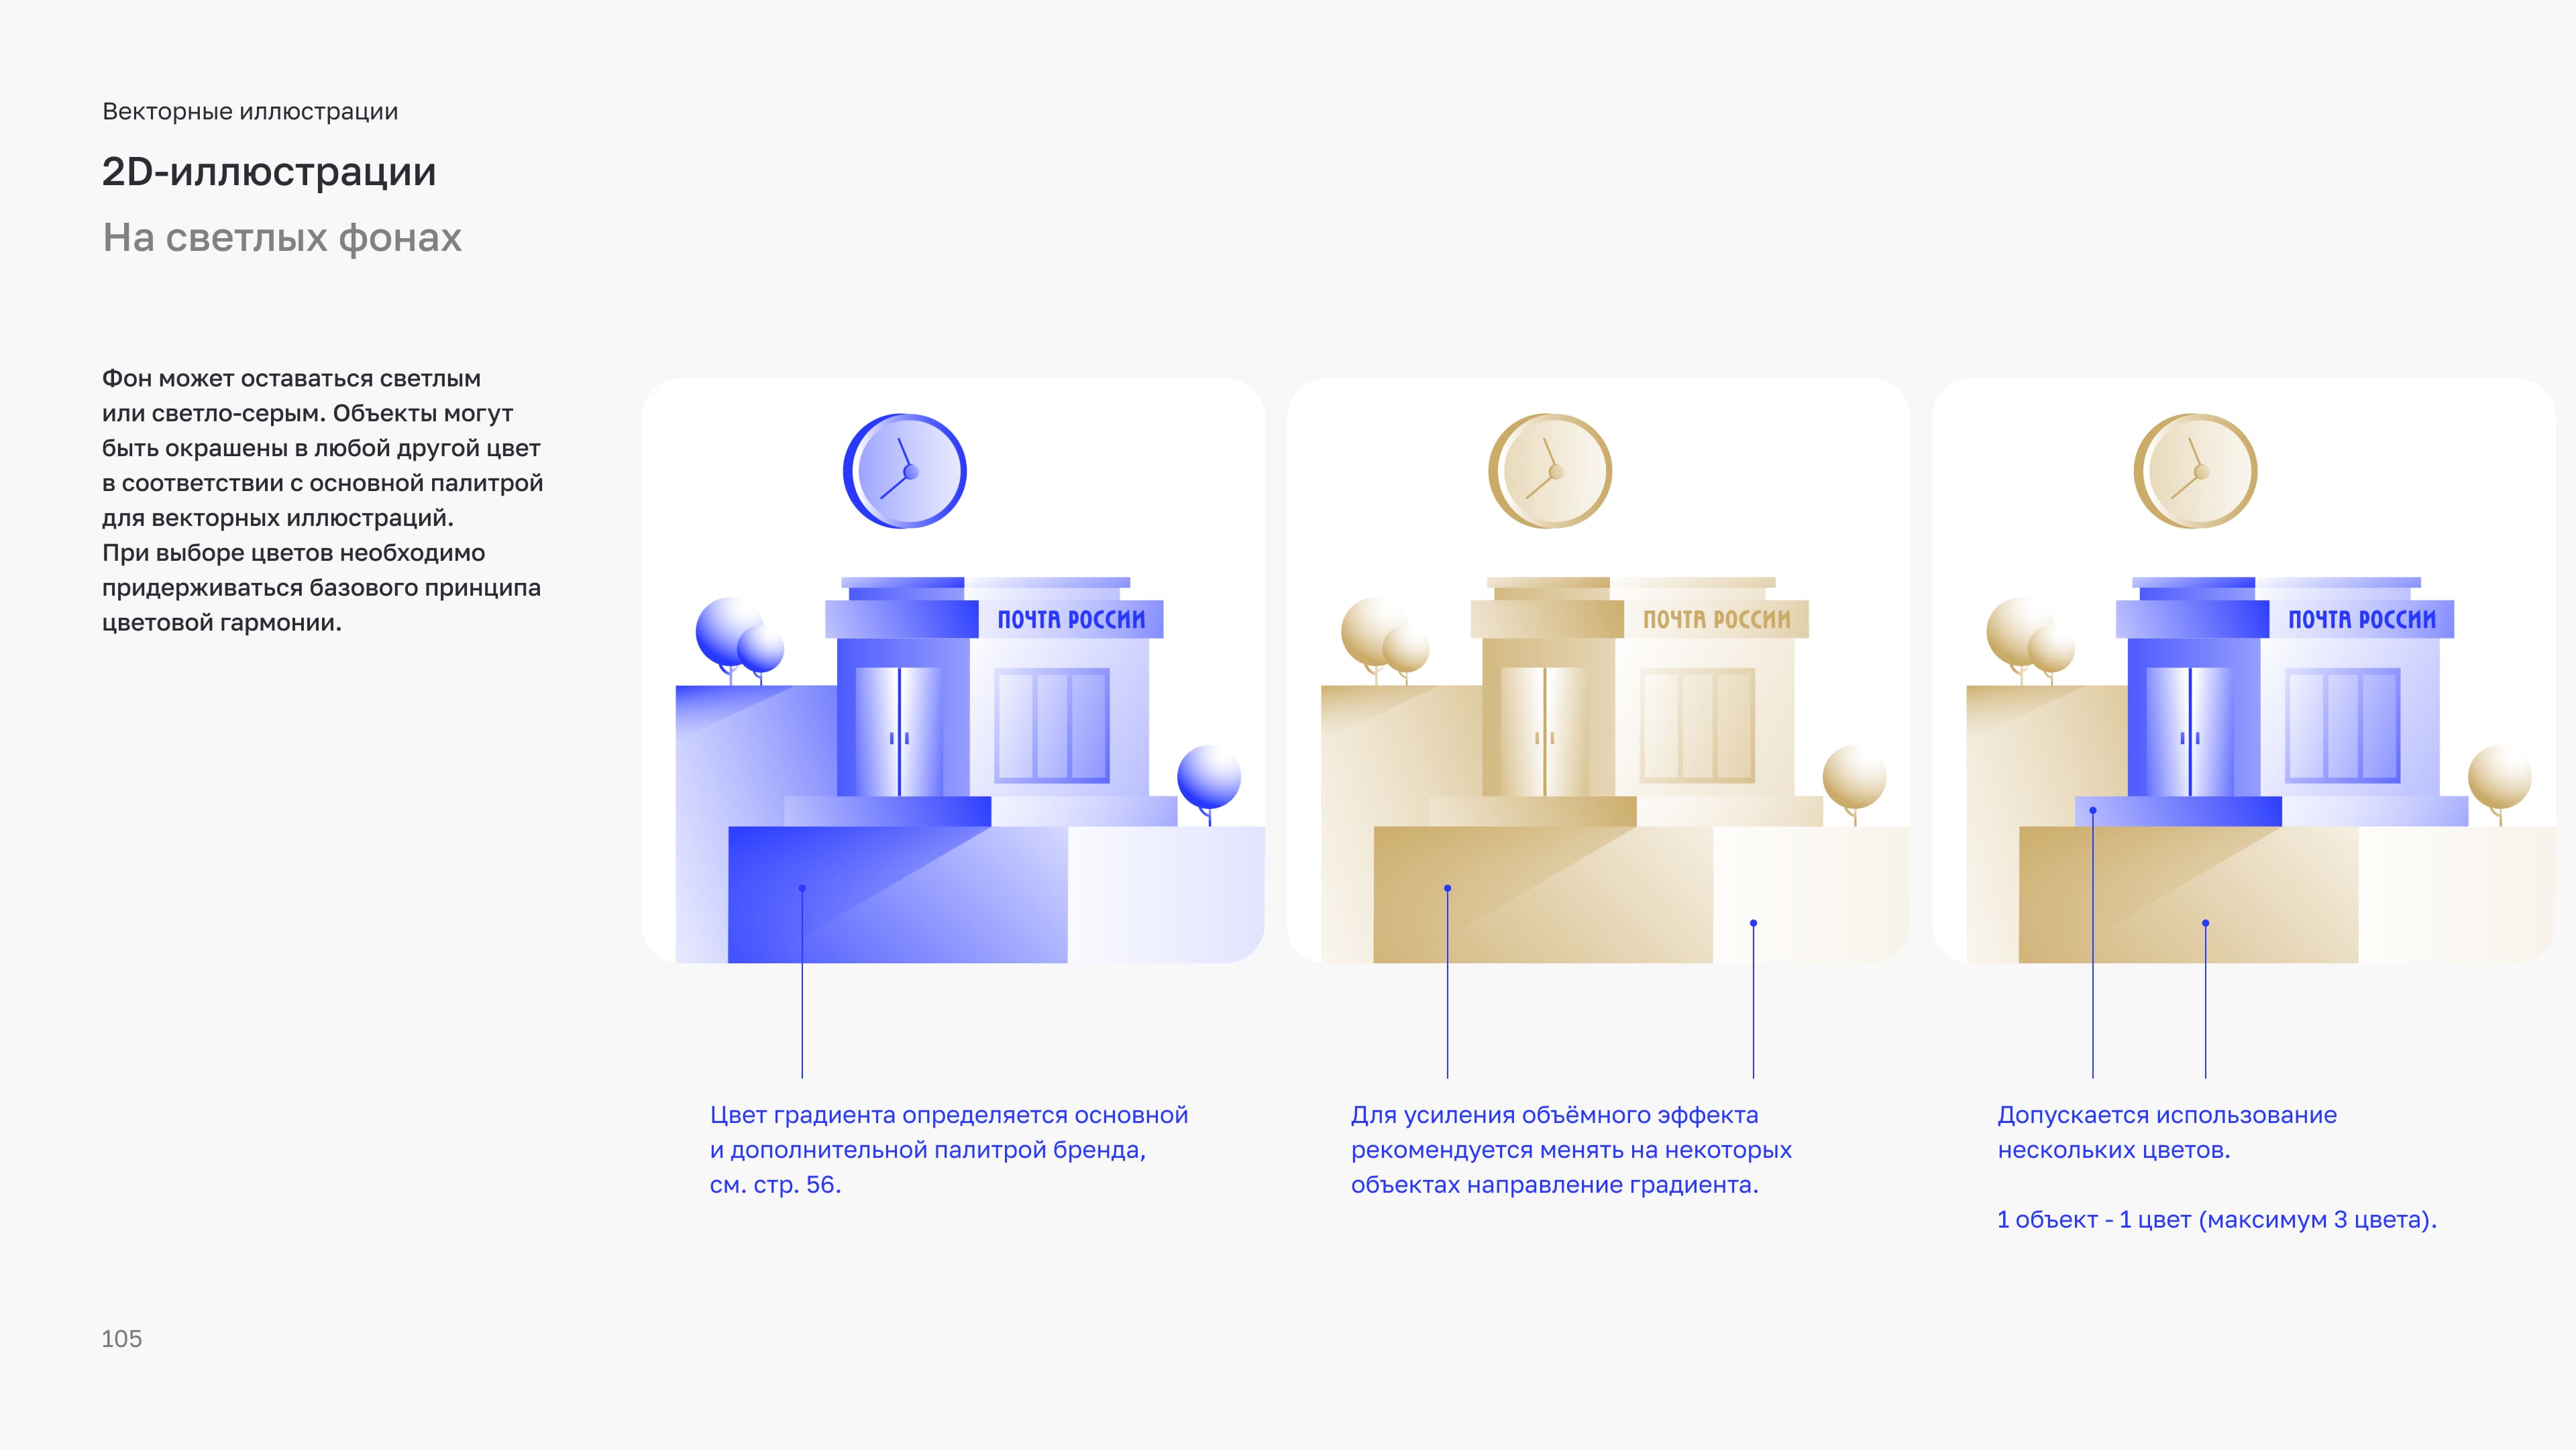 Векторные иллюстрации
2D-иллюстрации
На светлых фонах
Фон может оставаться светлым
или светло-серым. Объекты могут
быть окрашены в любой другой цвет
в соответствии с основной палитрой
для векторных иллюстраций.
При выборе цветов необходимо
придерживаться базового принципа
цветовой гармонии.
ПОЧТА РОССИИ
ПОЧТА РОССИИ
ПОЧТА РОССИИ
Цвет градиента определяется основной
и дополнительной палитрой бренда,
см. стр. 56.
Для усиления объёмного эффекта
рекомендуется менять на некоторых
объектах направление градиента.
Допускается использование
нескольких цветов.
1 объект - 1 цвет (максимум 3 цвета).
105